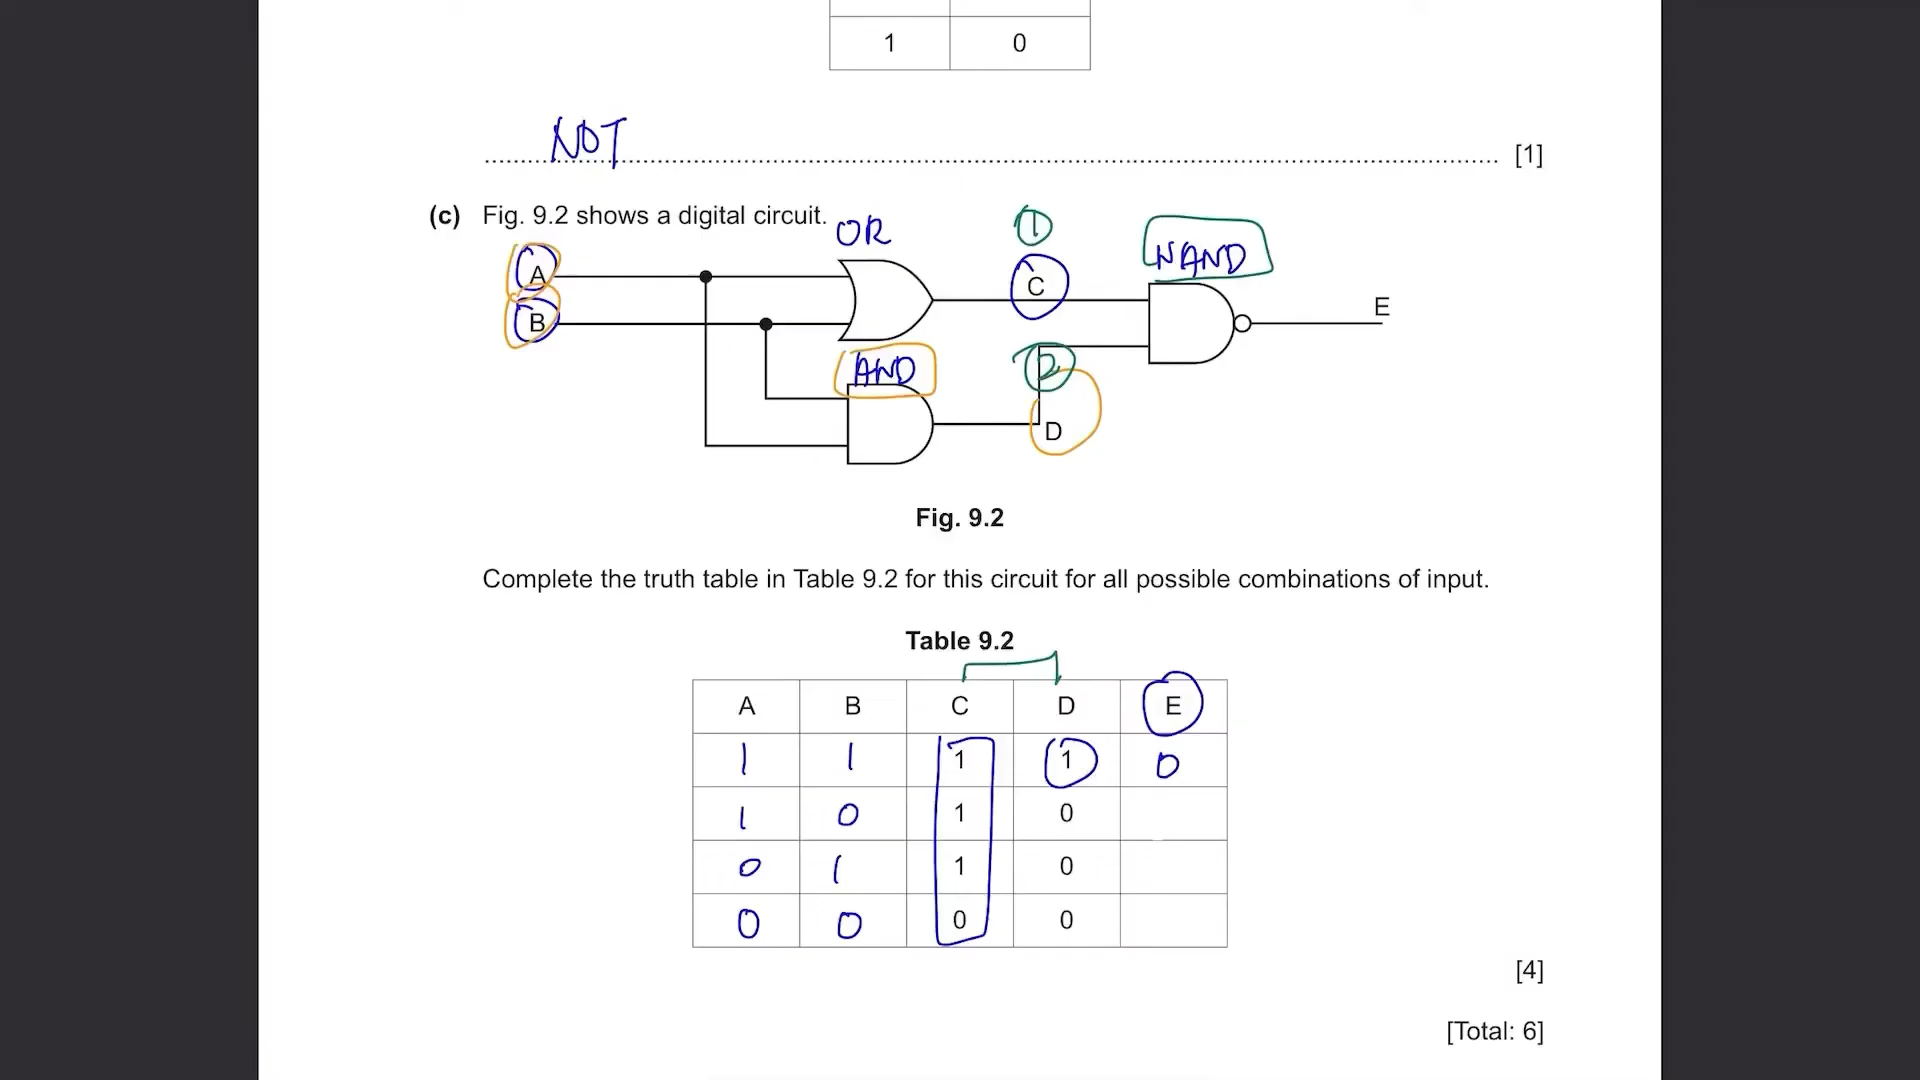 1 0
NOT
[1]
(c) Fig. 9.2 shows a digital circuit.
OR
1
NAND
A
C
E
B
AND
2
D
Fig. 9.2
Complete the truth table in Table 9.2 for this circuit for all possible combinations of input.
Table 9.2
A B C D E
1 1 1 1 0
1 0 1 0
0 1 1 0
0 0 0 0
[4]
[Total: 6]